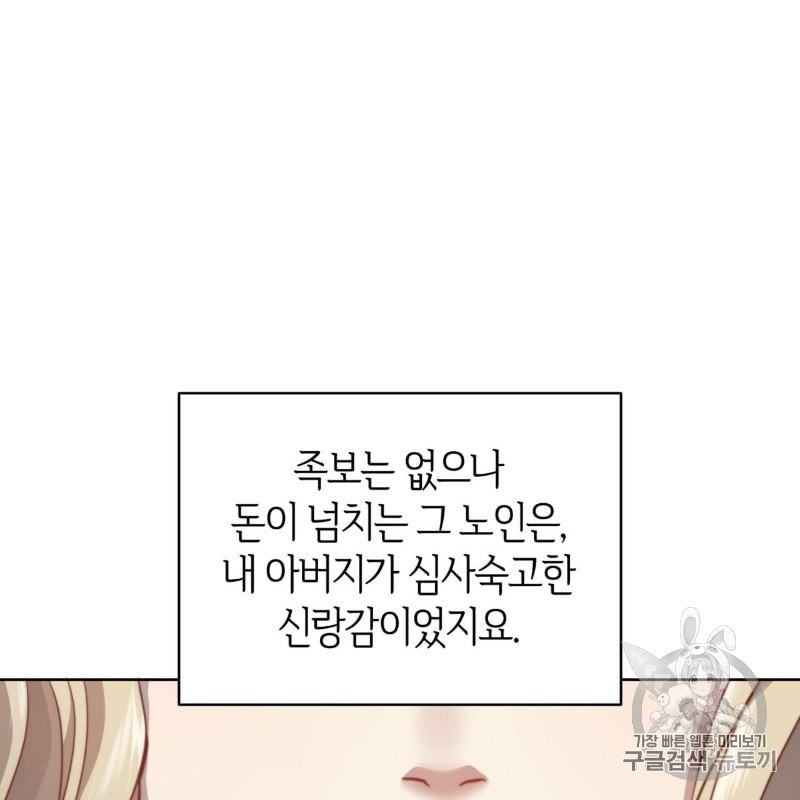 족보는 없으나
돈이 넘치는 그 노인은,
내 아버지가 심사숙고한
신랑감이었지요.
가장 빠른 웹툰 미리보기
구글검색 뉴토끼